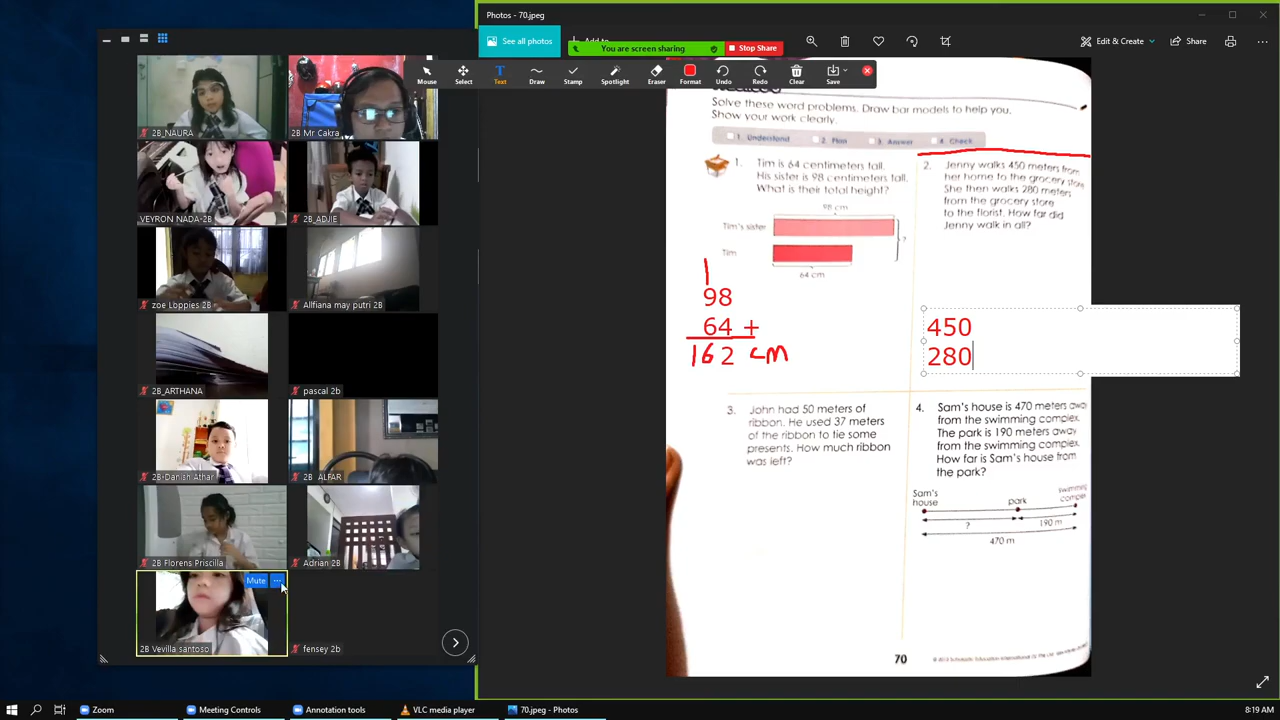 Photos - 70.jpeg
See all photos
Add to
You are screen sharing
Stop Share
Edit & Create
Share
Mouse
Select
Text
Draw
Stamp
Spotlight
Eraser
Format
Undo
Redo
Clear
Save
2B_NAURA
2B Mr Cakra
VEYRON NADA-2B
2B_ADJIE
zoe Lbppies 2B
Allfiana may putri 2B
2B_ARTHANA
pascal 2b
2B-Danish Athar
2B_ALFAR
2B Florens Priscilla
Adrian 2B
Mute
2B Vevilla santoso
fensey 2b
Solve these word problems. Draw bar models to help you.
Show your work clearly.
1. Understand 2. Plan 3. Answer 4. Check
1. Tim is 64 centimeters tall.
His sister is 98 centimeters tall.
What is their total height?
98 cm
Tim's sister
?
Tim
64 cm
1
98
64 +
162 cm
2. Jenny walks 450 meters from
her home to the grocery store.
She then walks 280 meters
from the grocery store
to the florist. How far did
Jenny walk in all?
450
280
3. John had 50 meters of
ribbon. He used 37 meters
of the ribbon to tie some
presents. How much ribbon
was left?
4. Sam's house is 470 meters away
from the swimming complex.
The park is 190 meters away
from the swimming complex.
How far is Sam's house from
the park?
Sam's
house
park
swimming
complex
?
190 m
470 m
70
Zoom
Meeting Controls
Annotation tools
VLC media player
70.jpeg - Photos
8:19 AM